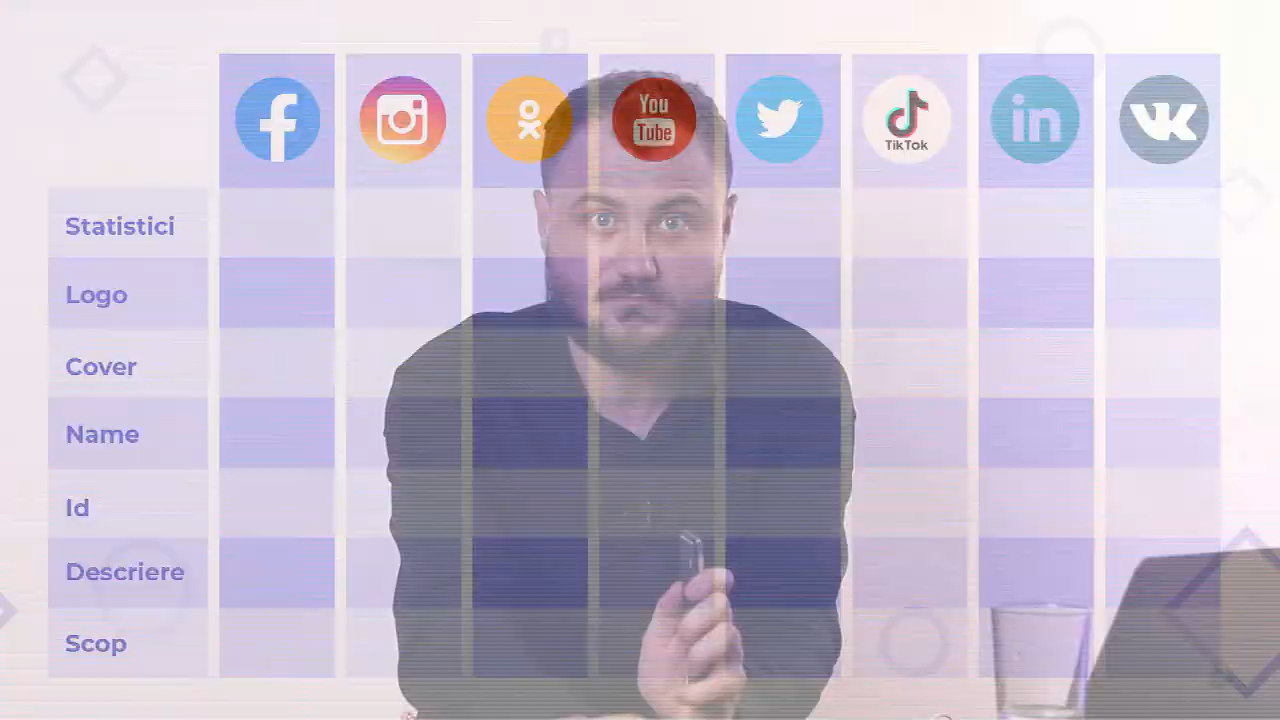 You
Tube
TikTok
in
Statistici
Logo
Cover
Name
Id
Descriere
Scop